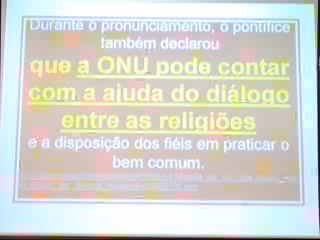 Durante o pronunciamento, o pontífice
também declarou
que a ONU pode contar
com a ajuda do diálogo
entre as religiões
e a disposição dos fiéis em praticar o
bem comum.